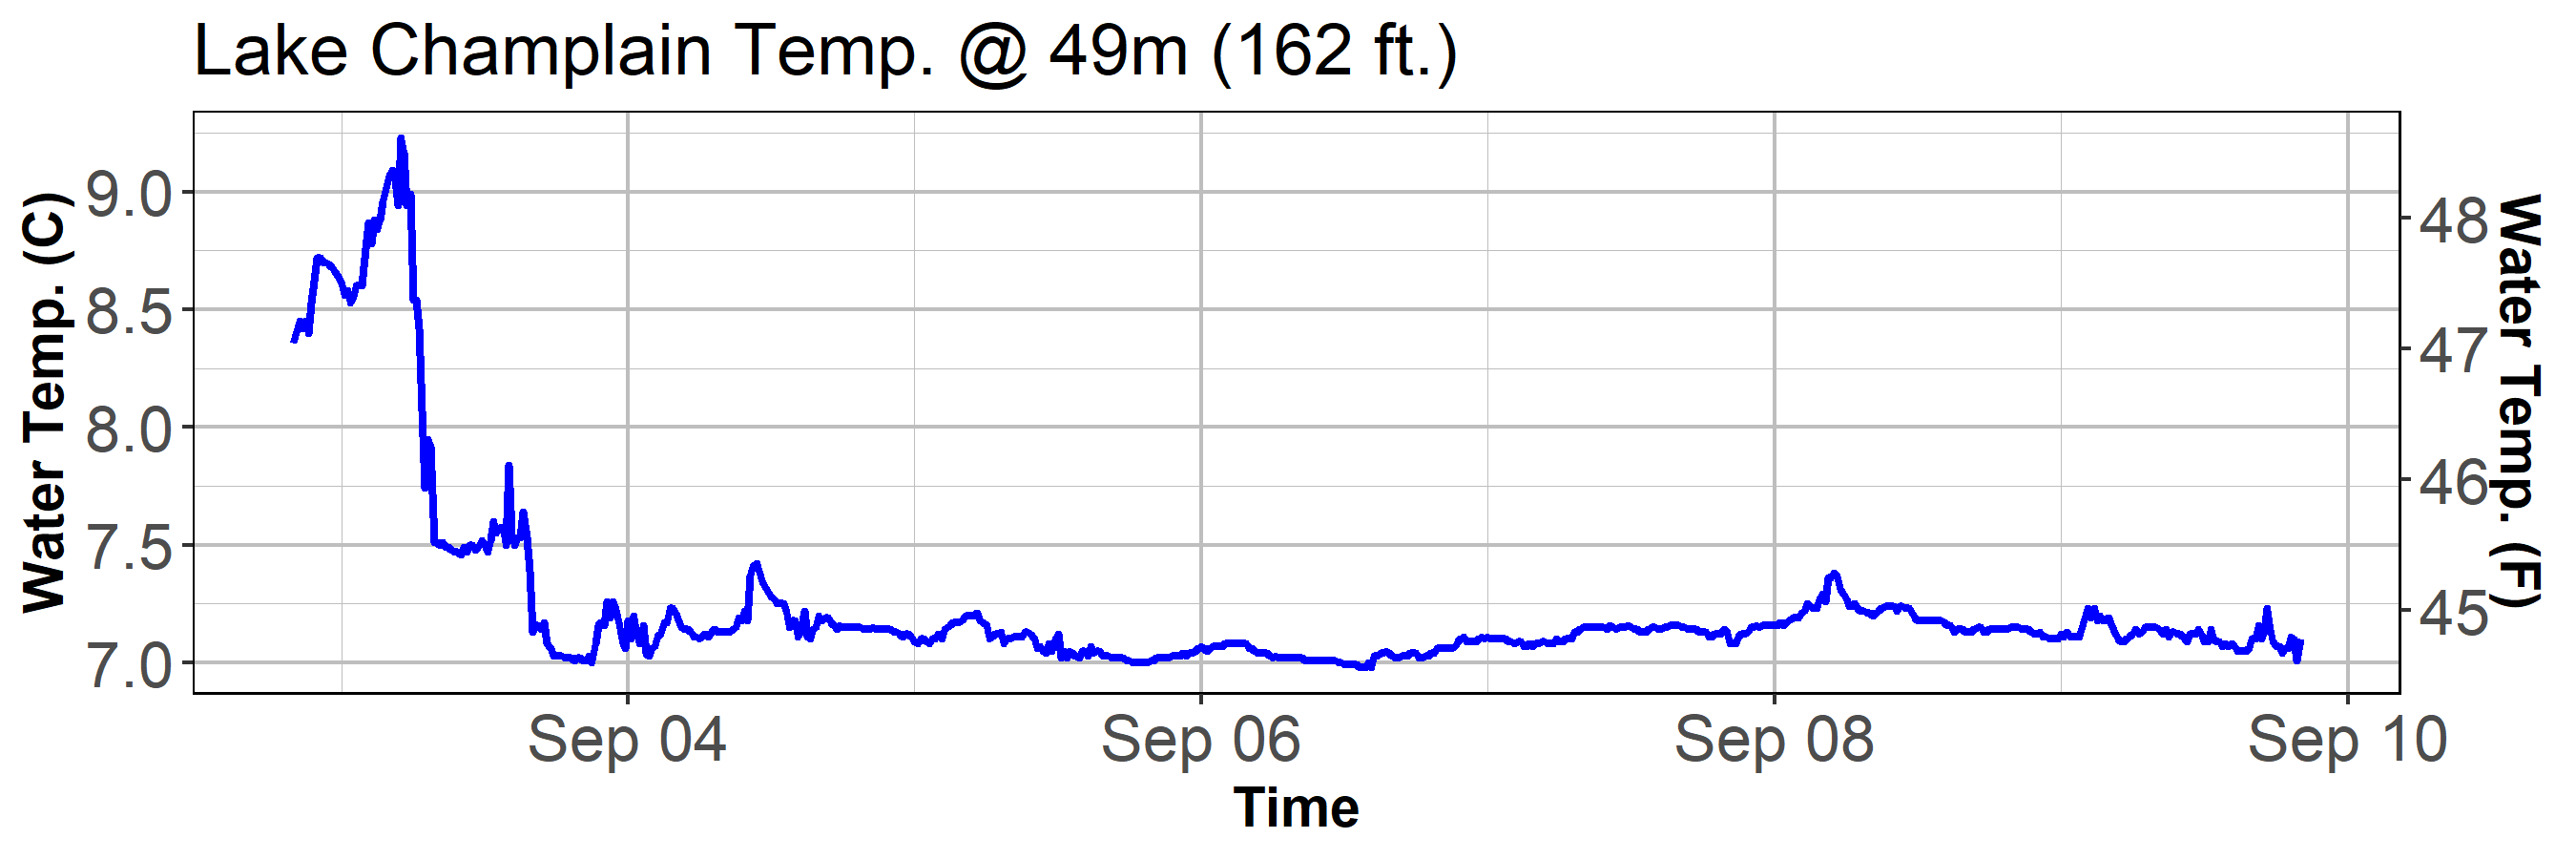 Lake Champlain Temp. @ 49m (162 ft.)
Water Temp. (C)
9.0
8.5
8.0
7.5
7.0
48
47
46
45
Water Temp. (F)
Sep 04 Sep 06 Sep 08 Sep 10
Time